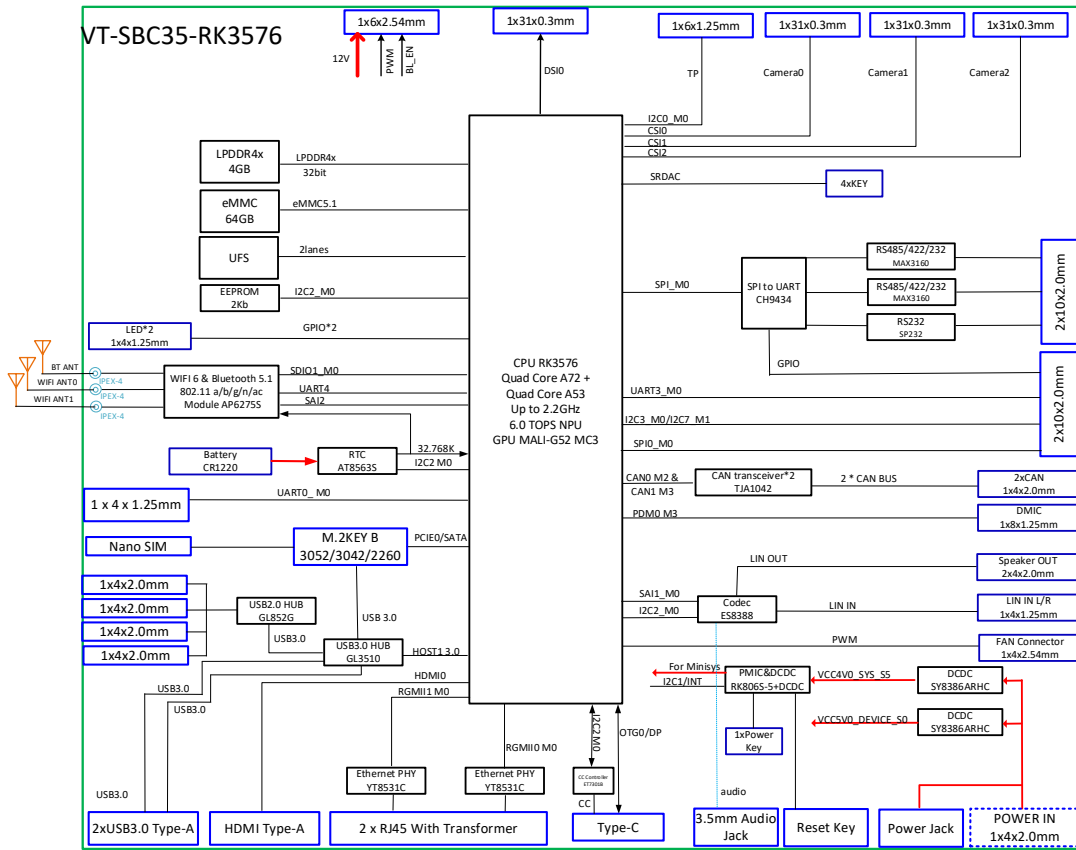 VT-SBC35-RK3576
1x6x2.54mm
12V
PWM
BL_EN
1x31x0.3mm
DSI0
1x6x1.25mm
1x31x0.3mm
1x31x0.3mm
1x31x0.3mm
TP
Camera0
Camera1
Camera2
I2C0_M0
CSI0
CSI1
CSI2
SRDAC
4xKEY
LPDDR4x
4GB
LPDDR4x
32bit
eMMC
64GB
eMMC5.1
UFS
2lanes
EEPROM
2Kb
I2C2_M0
LED*2
1x4x1.25mm
GPIO*2
BT ANT
WIFI ANT0
WIFI ANT1
IPEX-4
IPEX-4
IPEX-4
WIFI 6 & Bluetooth 5.1
802.11 a/b/g/n/ac
Module AP6275S
SDIO1_M0
UART4
SAI2
Battery
CR1220
RTC
AT8563S
32.768K
I2C2 M0
1 x 4 x 1.25mm
UART0_ M0
Nano SIM
M.2KEY B
3052/3042/2260
PCIE0/SATA
1x4x2.0mm
1x4x2.0mm
1x4x2.0mm
1x4x2.0mm
USB2.0 HUB
GL852G
USB3.0
USB 3.0
USB3.0 HUB
GL3510
HOST1 3.0
USB3.0
USB3.0
HDMI0
RGMII1 M0
USB3.0
CPU RK3576
Quad Core A72 +
Quad Core A53
Up to 2.2GHz
6.0 TOPS NPU
GPU MALI-G52 MC3
SPI_M0
SPI to UART
CH9434
RS485/422/232
MAX3160
RS485/422/232
MAX3160
RS232
SP232
2x10x2.0mm
GPIO
UART3_M0
I2C3_M0/I2C7_M1
SPI0_M0
2x10x2.0mm
CAN0 M2 &
CAN1 M3
CAN transceiver*2
TJA1042
2 * CAN BUS
2xCAN
1x4x2.0mm
PDM0 M3
DMIC
1x8x1.25mm
LIN OUT
Speaker OUT
2x4x2.0mm
SAI1_M0
I2C2_M0
Codec
ES8388
LIN IN
LIN IN L/R
1x4x1.25mm
PWM
FAN Connector
1x4x2.54mm
For Minisys
I2C1/INT
PMIC&DCDC
RK806S-5+DCDC
VCC4V0_SYS_S5
DCDC
SY8386ARHC
VCC5V0_DEVICE_S0
DCDC
SY8386ARHC
1xPower
Key
RGMII0 M0
I2C2 M0
OTG0/DP
Ethernet PHY
YT8531C
Ethernet PHY
YT8531C
CC Controller
ET7301B
CC
audio
2xUSB3.0 Type-A
HDMI Type-A
2 x RJ45 With Transformer
Type-C
3.5mm Audio
Jack
Reset Key
Power Jack
POWER IN
1x4x2.0mm